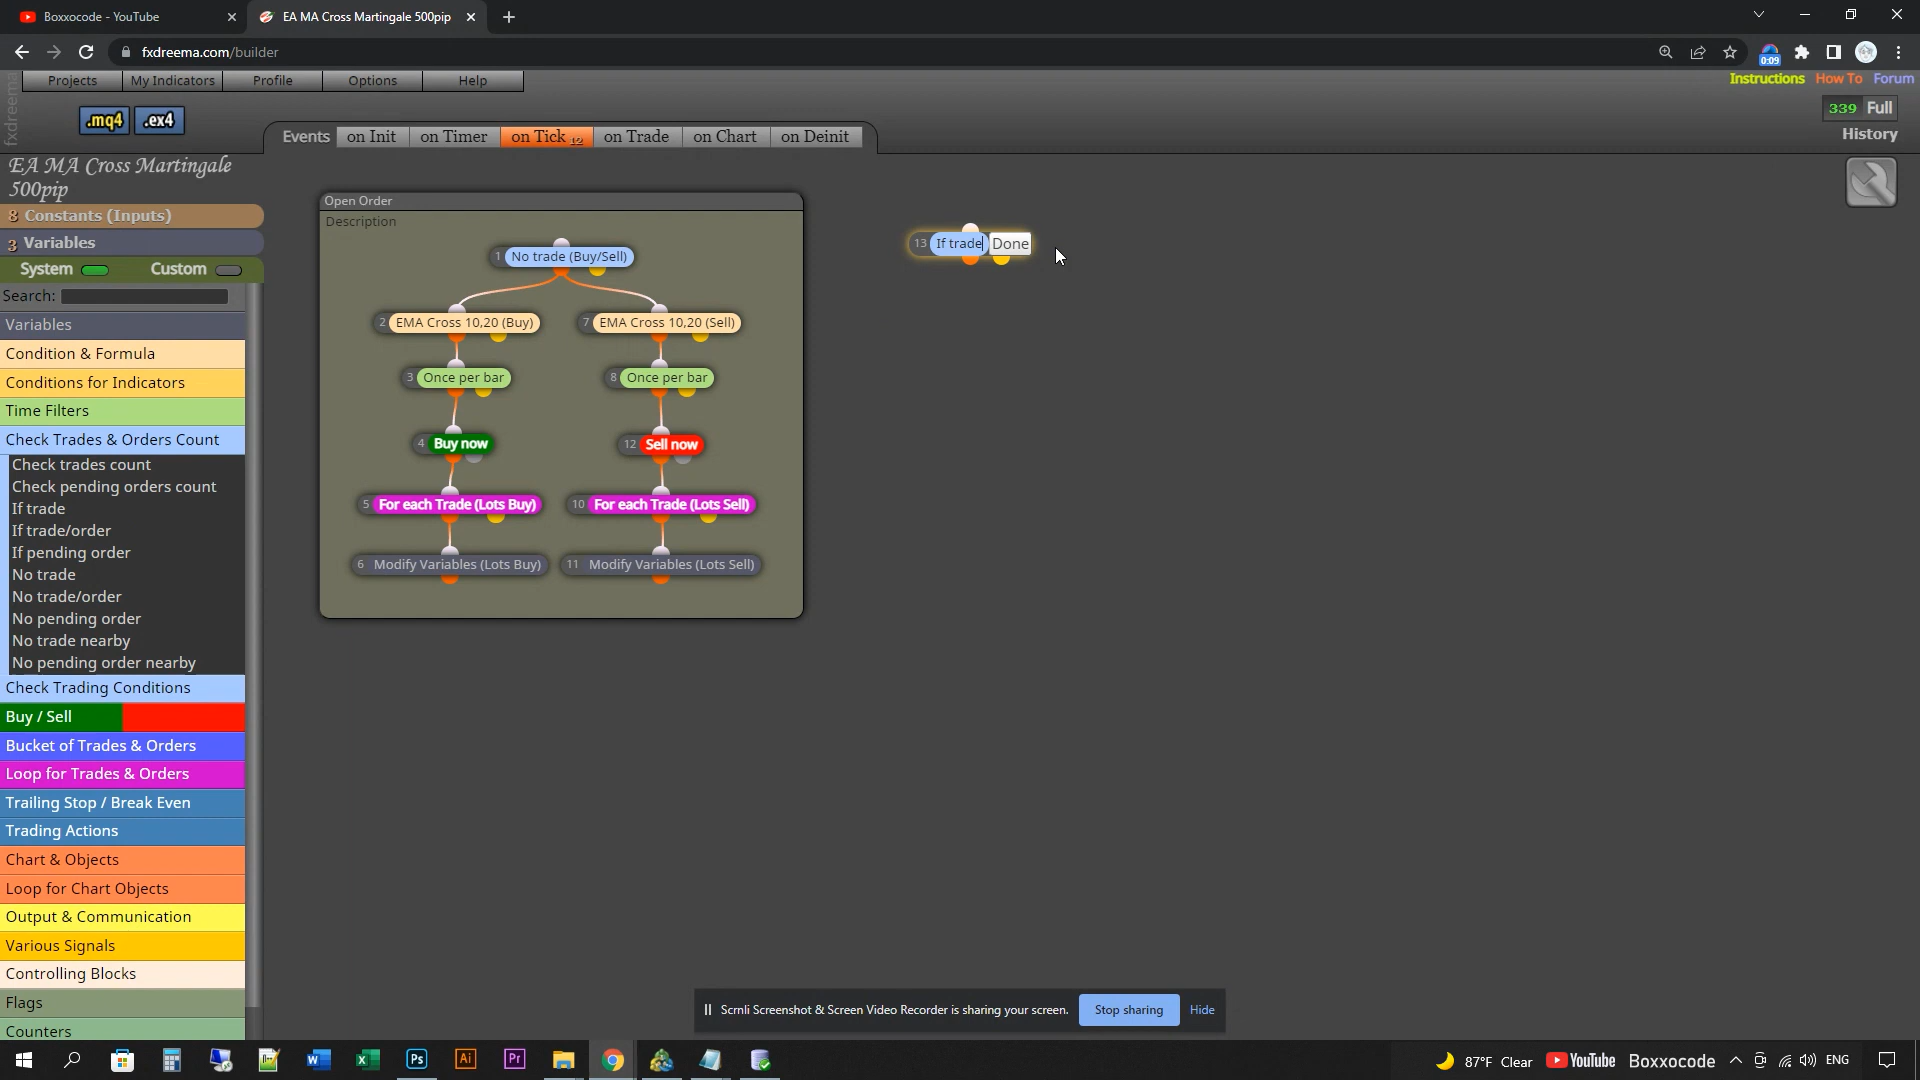 Boxxocode - YouTube
EA MA Cross Martingale 500pip
fxdreema.com/builder
0:09
Projects
My Indicators
Profile
Options
Help
Instructions
How To
Forum
fxdreema
.mq4
.ex4
339 Full
History
Events
on Init
on Timer
on Tick 12
on Trade
on Chart
on Deinit
EA MA Cross Martingale
500pip
8 Constants (Inputs)
3 Variables
System
Custom
Search:
Variables
Condition & Formula
Conditions for Indicators
Time Filters
Check Trades & Orders Count
Check trades count
Check pending orders count
If trade
If trade/order
If pending order
No trade
No trade/order
No pending order
No trade nearby
No pending order nearby
Check Trading Conditions
Buy / Sell
Bucket of Trades & Orders
Loop for Trades & Orders
Trailing Stop / Break Even
Trading Actions
Chart & Objects
Loop for Chart Objects
Output & Communication
Various Signals
Controlling Blocks
Flags
Counters
Open Order
Description
1 No trade (Buy/Sell)
2 EMA Cross 10,20 (Buy)
7 EMA Cross 10,20 (Sell)
3 Once per bar
8 Once per bar
4 Buy now
12 Sell now
5 For each Trade (Lots Buy)
10 For each Trade (Lots Sell)
6 Modify Variables (Lots Buy)
11 Modify Variables (Lots Sell)
13 If trade Done
Scrnli Screenshot & Screen Video Recorder is sharing your screen.
Stop sharing
Hide
Ps
Ai
Pr
87°F Clear
YouTube
Boxxocode
ENG